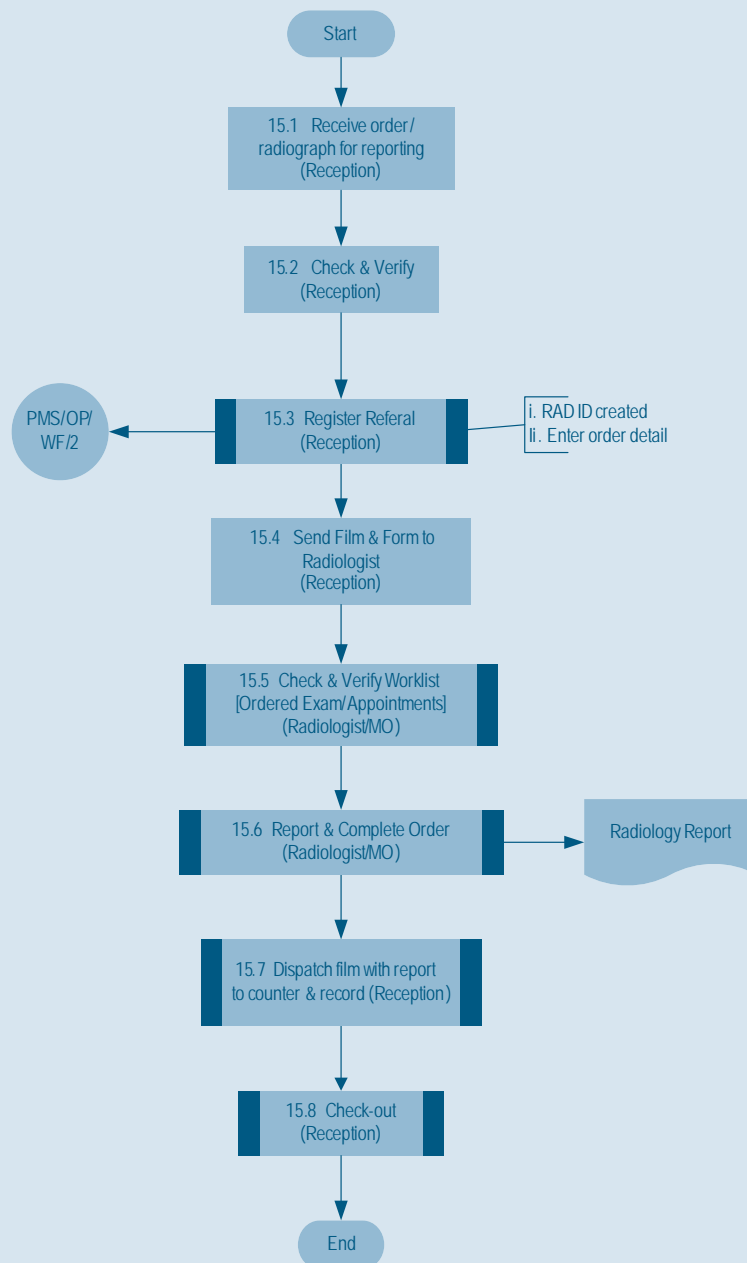 Start
15.1 Receive order/
radiograph for reporting
(Reception)
15.2 Check & Verify
(Reception)
PMS/OP/
WF/2
15.3 Register Referal
(Reception)
i. RAD ID created
Ii. Enter order detail
15.4 Send Film & Form to
Radiologist
(Reception)
15.5 Check & Verify Worklist
[Ordered Exam/Appointments]
(Radiologist/MO)
15.6 Report & Complete Order
(Radiologist/MO)
Radiology Report
15.7 Dispatch film with report
to counter & record (Reception)
15.8 Check-out
(Reception)
End